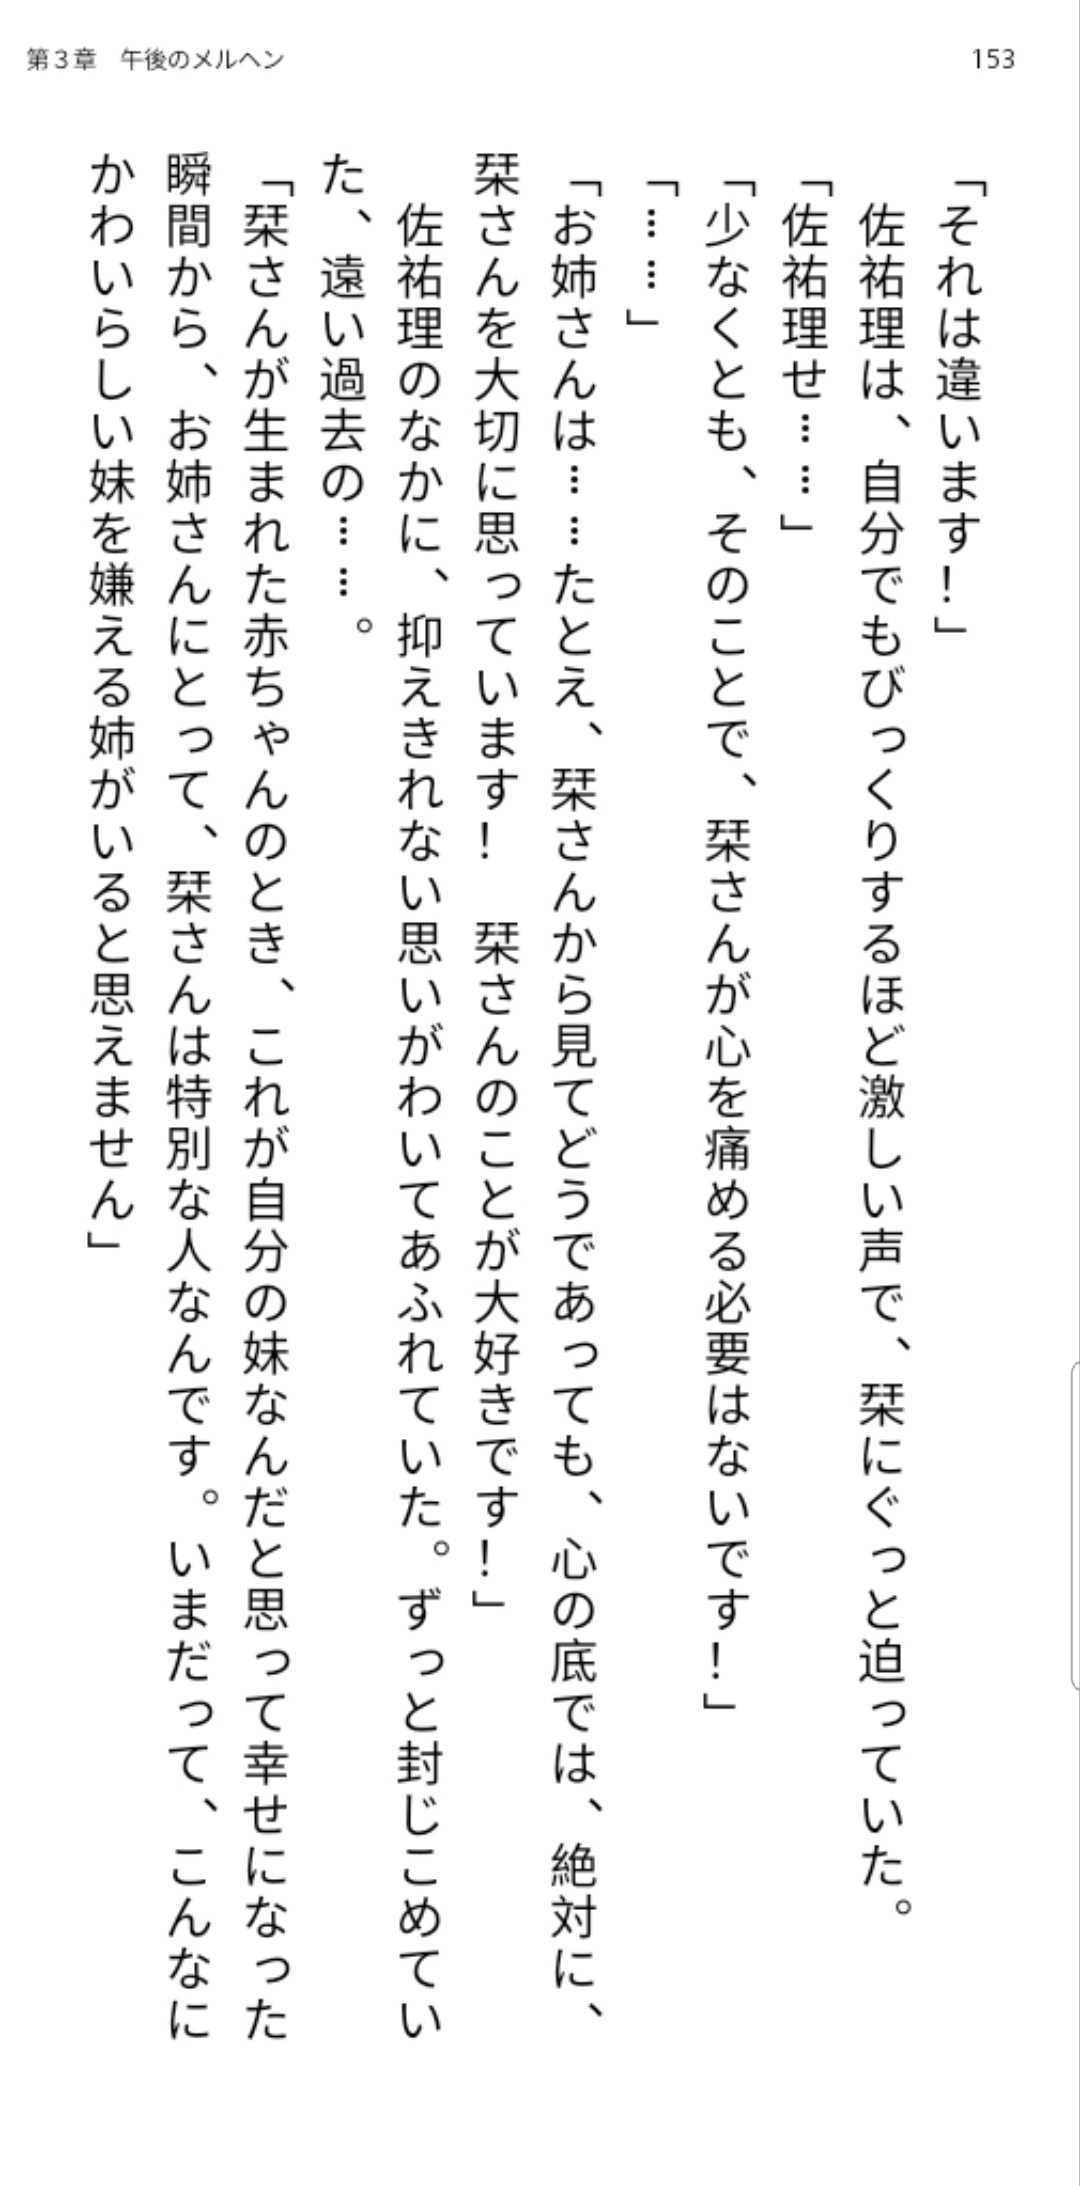 第3章　午後のメルヘン
153
「それは違います！」
　佐祐理は、自分でもびっくりするほど激しい声で、栞にぐっと迫っていた。
「佐祐理せ……」
「少なくとも、そのことで、栞さんが心を痛める必要はないです！」
「……」
「お姉さんは……たとえ、栞さんから見てどうであっても、心の底では、絶対に、
栞さんを大切に思っています！　栞さんのことが大好きです！」
　佐祐理のなかに、抑えきれない思いがわいてあふれていた。ずっと封じこめてい
た、遠い過去の……。
「栞さんが生まれた赤ちゃんのとき、これが自分の妹なんだと思って幸せになった
瞬間から、お姉さんにとって、栞さんは特別な人なんです。いまだって、こんなに
かわいらしい妹を嫌える姉がいると思えません」